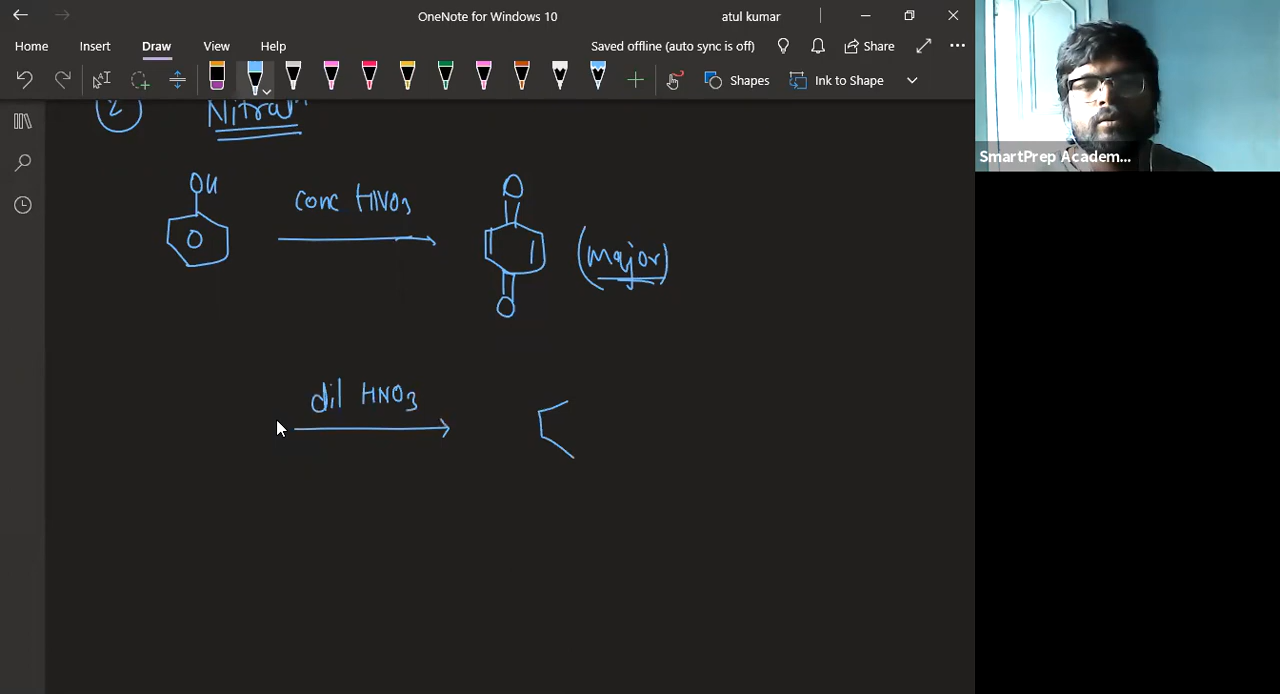 OneNote for Windows 10
atul kumar
Home Insert Draw View Help
Saved offline (auto sync is off)
Share
Shapes
Ink to Shape
SmartPrep Academ...
2 Nitratⁿ
OH
conc HNO3
O
(major)
O
O
dil HNO3